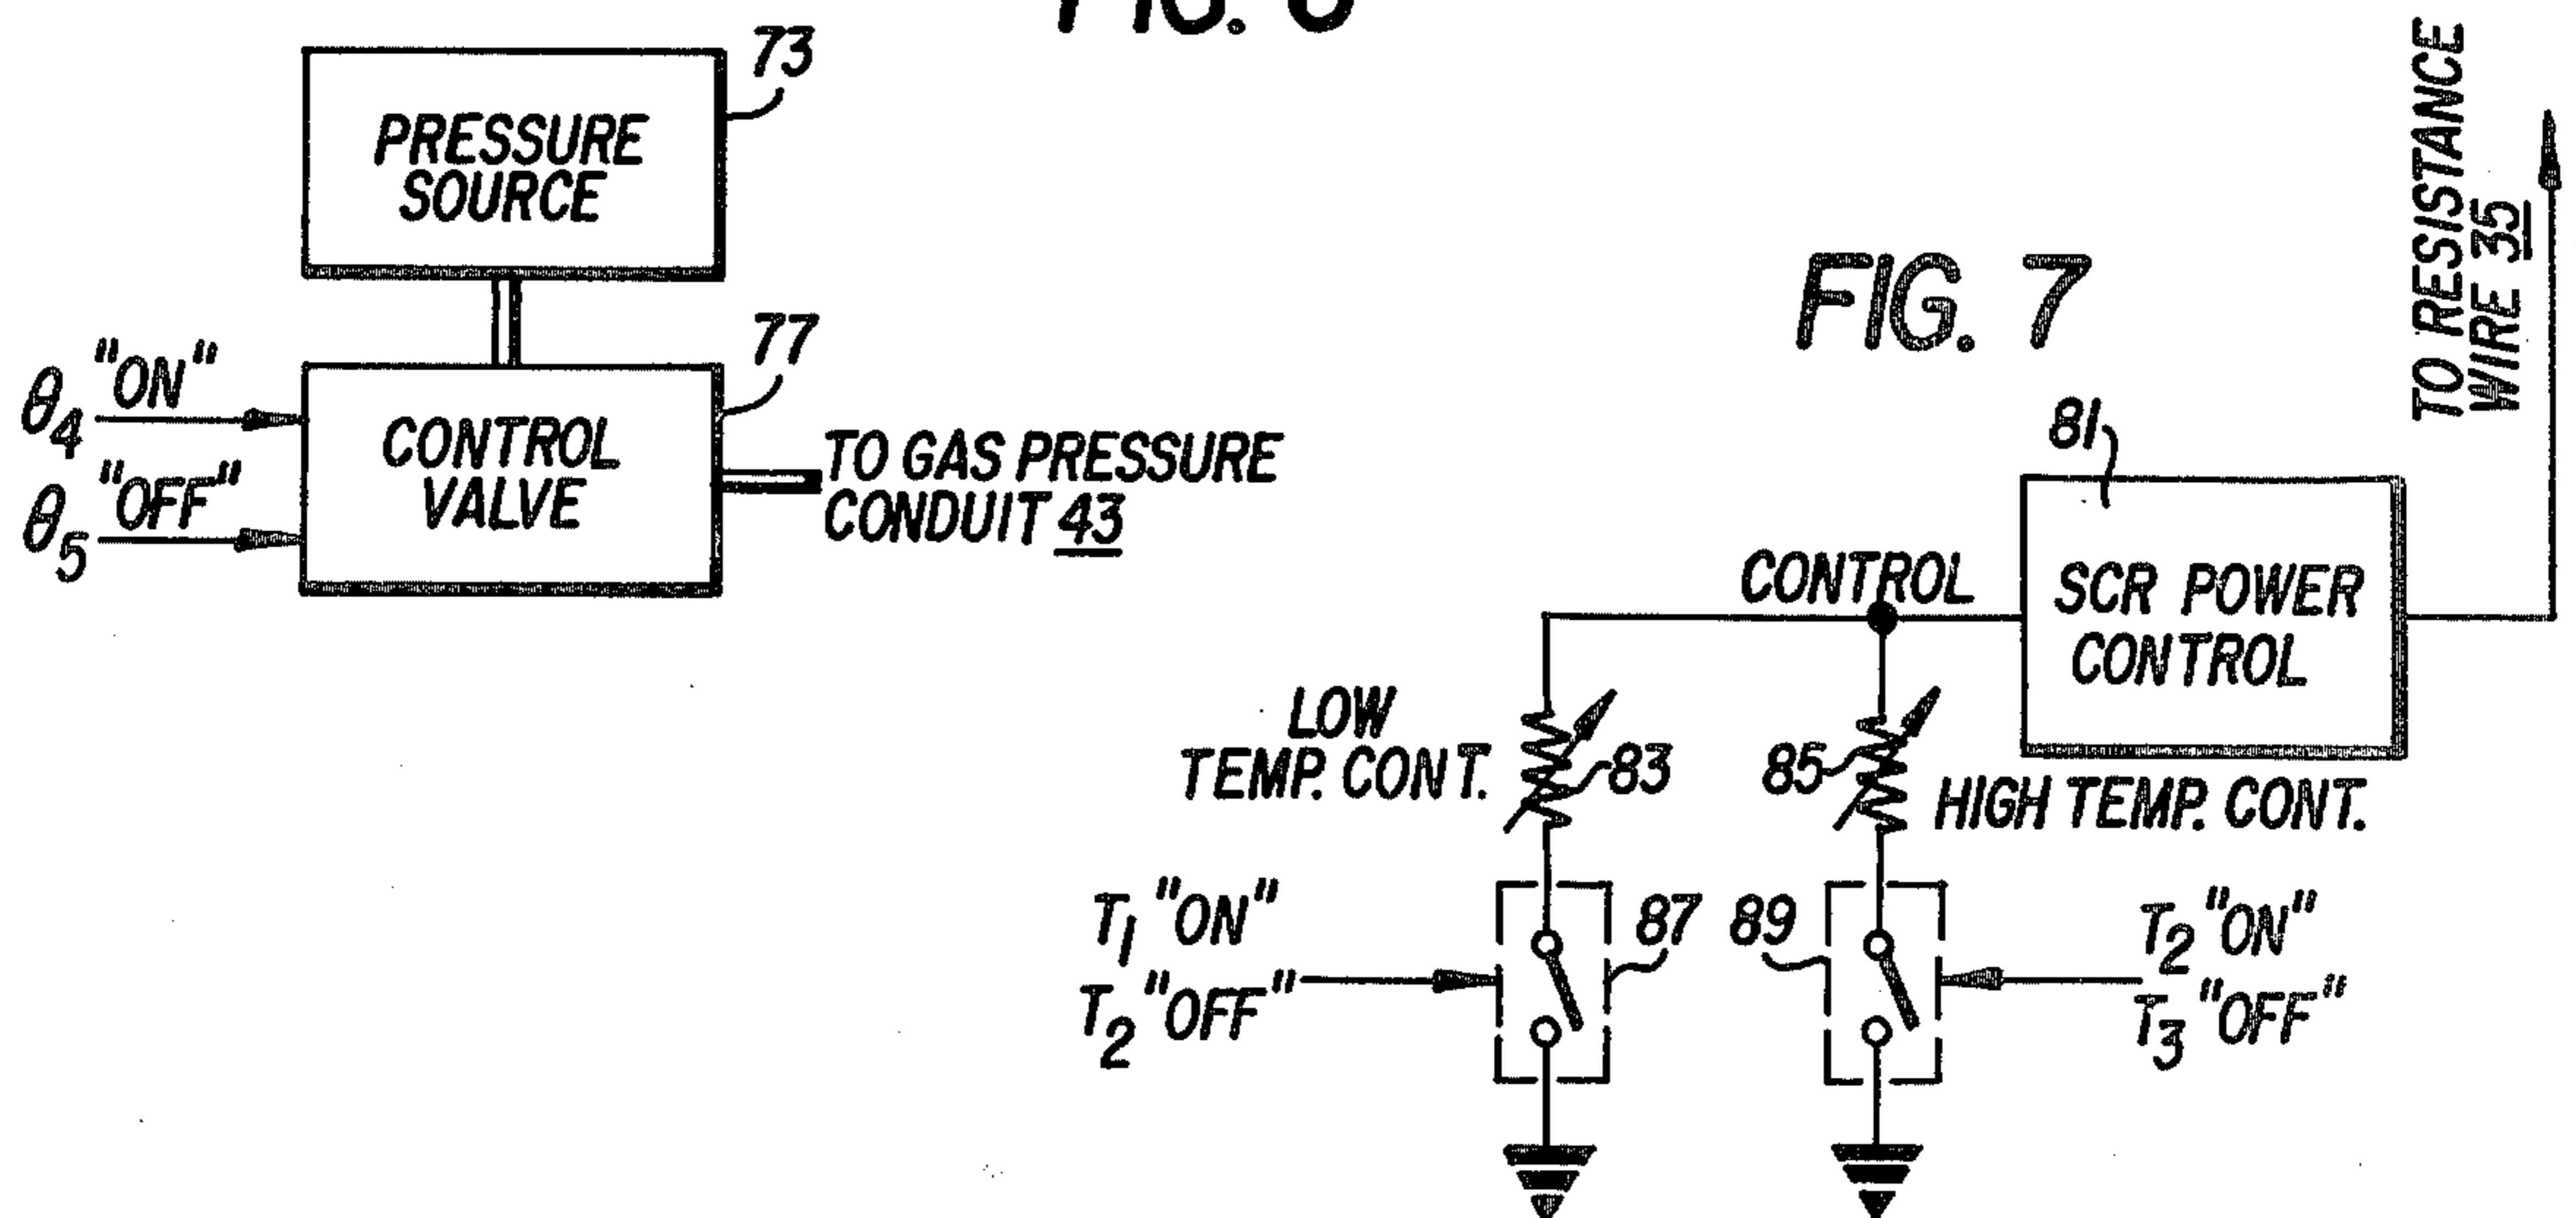 73
PRESSURE
SOURCE
θ4 "ON"
θ5 "OFF"
77
CONTROL
VALVE
TO GAS PRESSURE
CONDUIT 43
FIG. 7
TO RESISTANCE
WIRE 35
81
CONTROL
SCR POWER
CONTROL
LOW
TEMP. CONT.
83
85
HIGH TEMP. CONT.
T1 "ON"
T2 "OFF"
87
89
T2 "ON"
T3 "OFF"